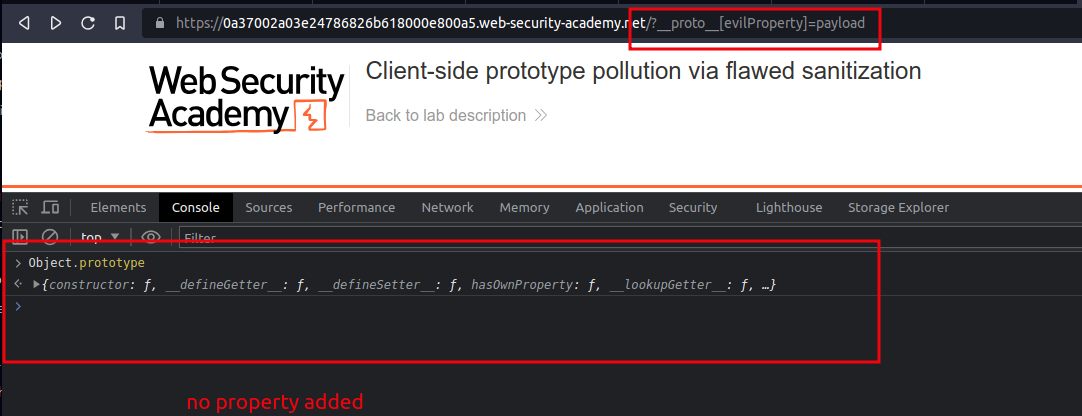 https://0a37002a03e24786826b618000e800a5.web-security-academy.net/?__proto__[evilProperty]=payload
Web Security
Academy
Client-side prototype pollution via flawed sanitization
Back to lab description
Elements Console Sources Performance Network Memory Application Security Lighthouse Storage Explorer
top Filter
> Object.prototype
{constructor: ƒ, __defineGetter__: ƒ, __defineSetter__: ƒ, hasOwnProperty: ƒ, __lookupGetter__: ƒ, …}
>
no property added